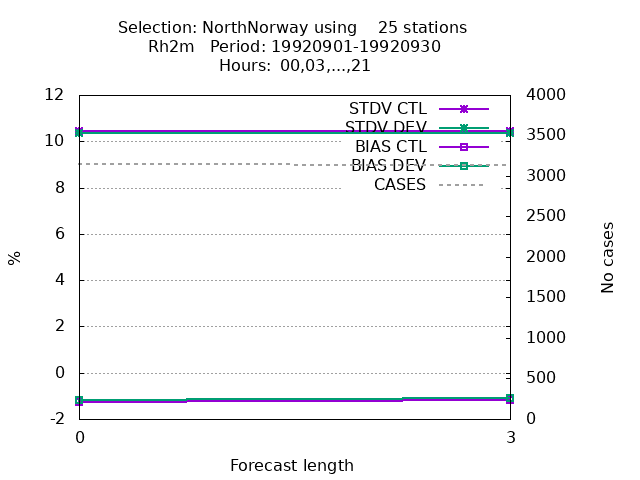 Selection: NorthNorway using    25 stations
Rh2m   Period: 19920901-19920930
Hours:  00,03,...,21
12
10
8
6
4
2
0
-2
%
4000
3500
3000
2500
2000
1500
1000
500
0
No cases
STDV CTL
STDV DEV
BIAS CTL
BIAS DEV
CASES
0
3
Forecast length